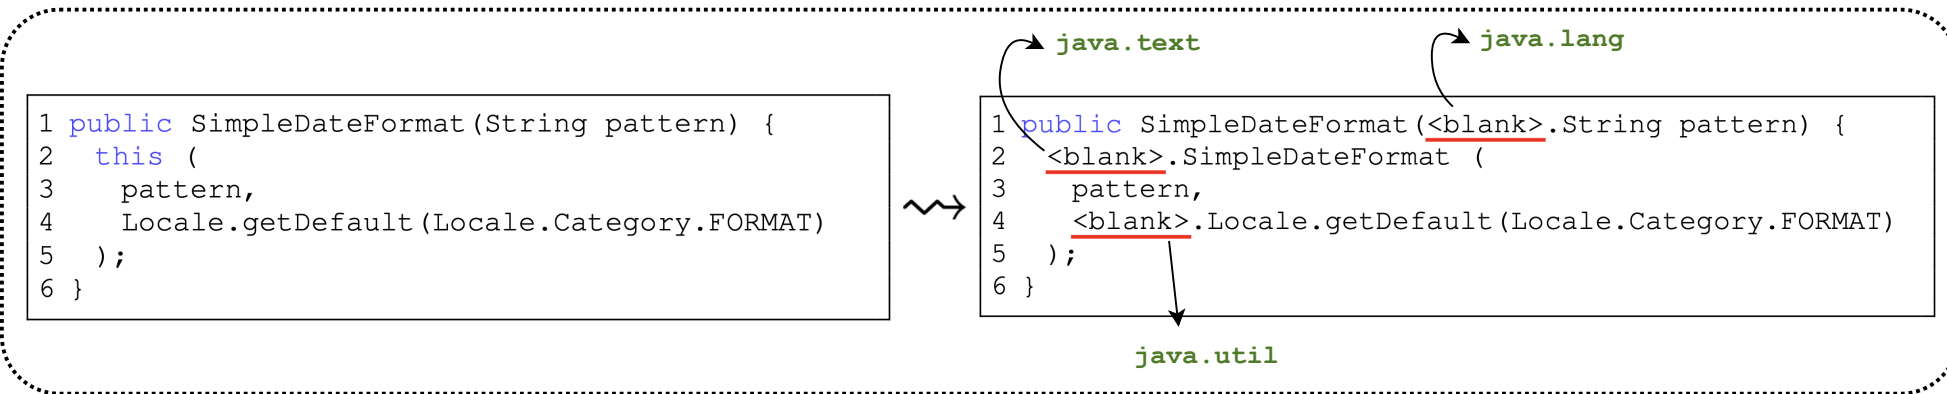 java.text
java.lang
1 public SimpleDateFormat(String pattern) {
2 this (
3 pattern,
4 Locale.getDefault(Locale.Category.FORMAT)
5 );
6 }
1 public SimpleDateFormat(<blank>.String pattern) {
2 <blank>.SimpleDateFormat (
3 pattern,
4 <blank>.Locale.getDefault(Locale.Category.FORMAT)
5 );
6 }
java.util